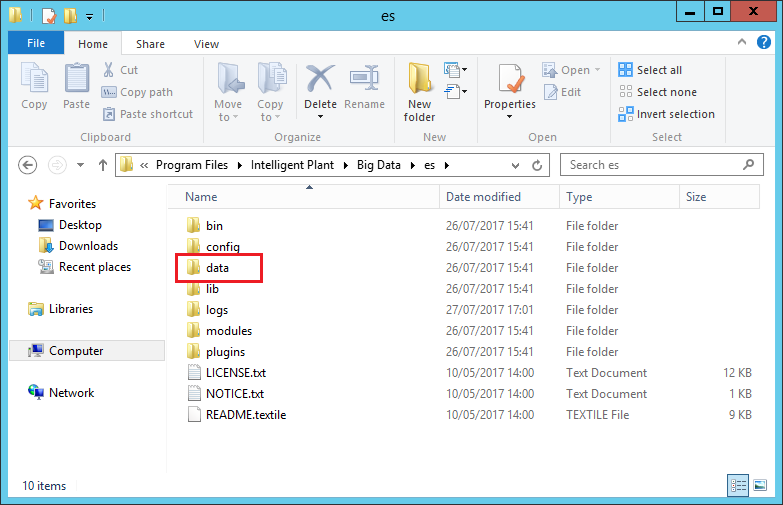 es
File Home Share View
Copy
Paste
Cut
Copy path
Paste shortcut
Clipboard
Move to
Copy to
Delete
Rename
Organize
New folder
New
Properties
Open
Edit
Open
Select all
Select none
Invert selection
Select
« Program Files Intelligent Plant Big Data es
Search es
Favorites
Desktop
Downloads
Recent places
Libraries
Computer
Network
Name Date modified Type Size
bin 26/07/2017 15:41 File folder
config 26/07/2017 15:41 File folder
data 26/07/2017 15:41 File folder
lib 26/07/2017 15:41 File folder
logs 27/07/2017 17:01 File folder
modules 26/07/2017 15:41 File folder
plugins 26/07/2017 15:41 File folder
LICENSE.txt 10/05/2017 14:00 Text Document 12 KB
NOTICE.txt 10/05/2017 14:00 Text Document 1 KB
README.textile 10/05/2017 14:00 TEXTILE File 9 KB
10 items